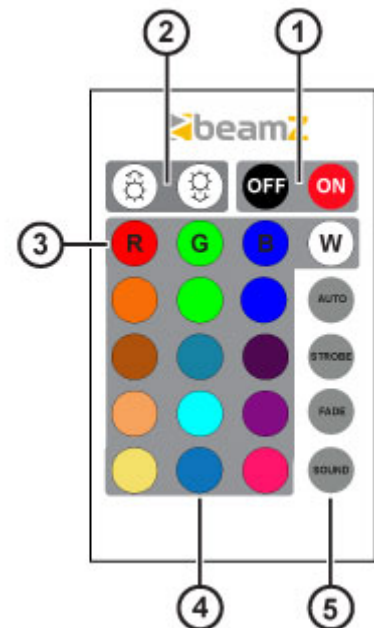 2 1
beamZ
OFF ON
3 R G B W
AUTO
STROBE
FADE
SOUND
4 5